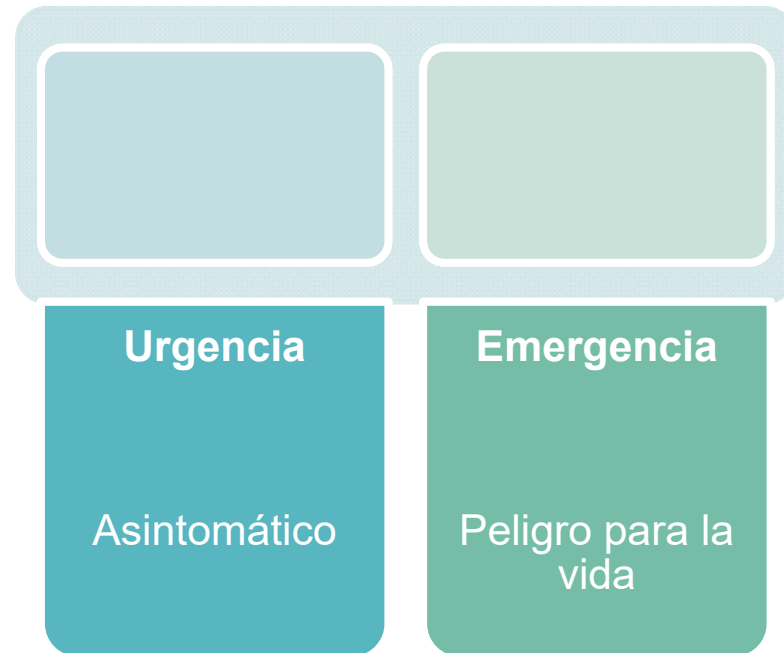 Urgencia
Asintomático
Emergencia
Peligro para la
vida